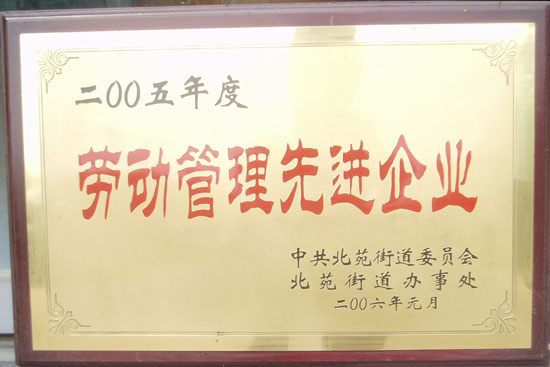 二00五年度
劳动管理先进企业
中共北苑街道委员会
北苑街道办事处
二00六年元月